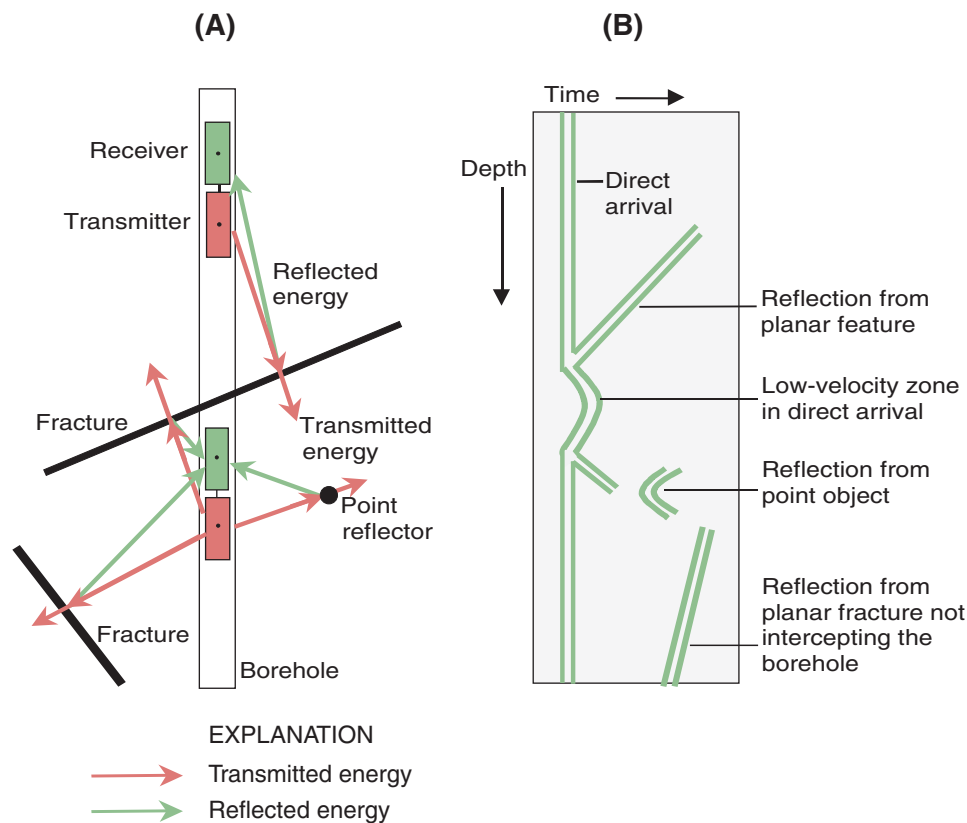 (A)
Receiver
Transmitter
Reflected
energy
Fracture
Transmitted
energy
Point
reflector
Fracture
Borehole
EXPLANATION
Transmitted energy
Reflected energy
(B)
Time
Depth
Direct
arrival
Reflection from
planar feature
Low-velocity zone
in direct arrival
Reflection from
point object
Reflection from
planar fracture not
intercepting the
borehole